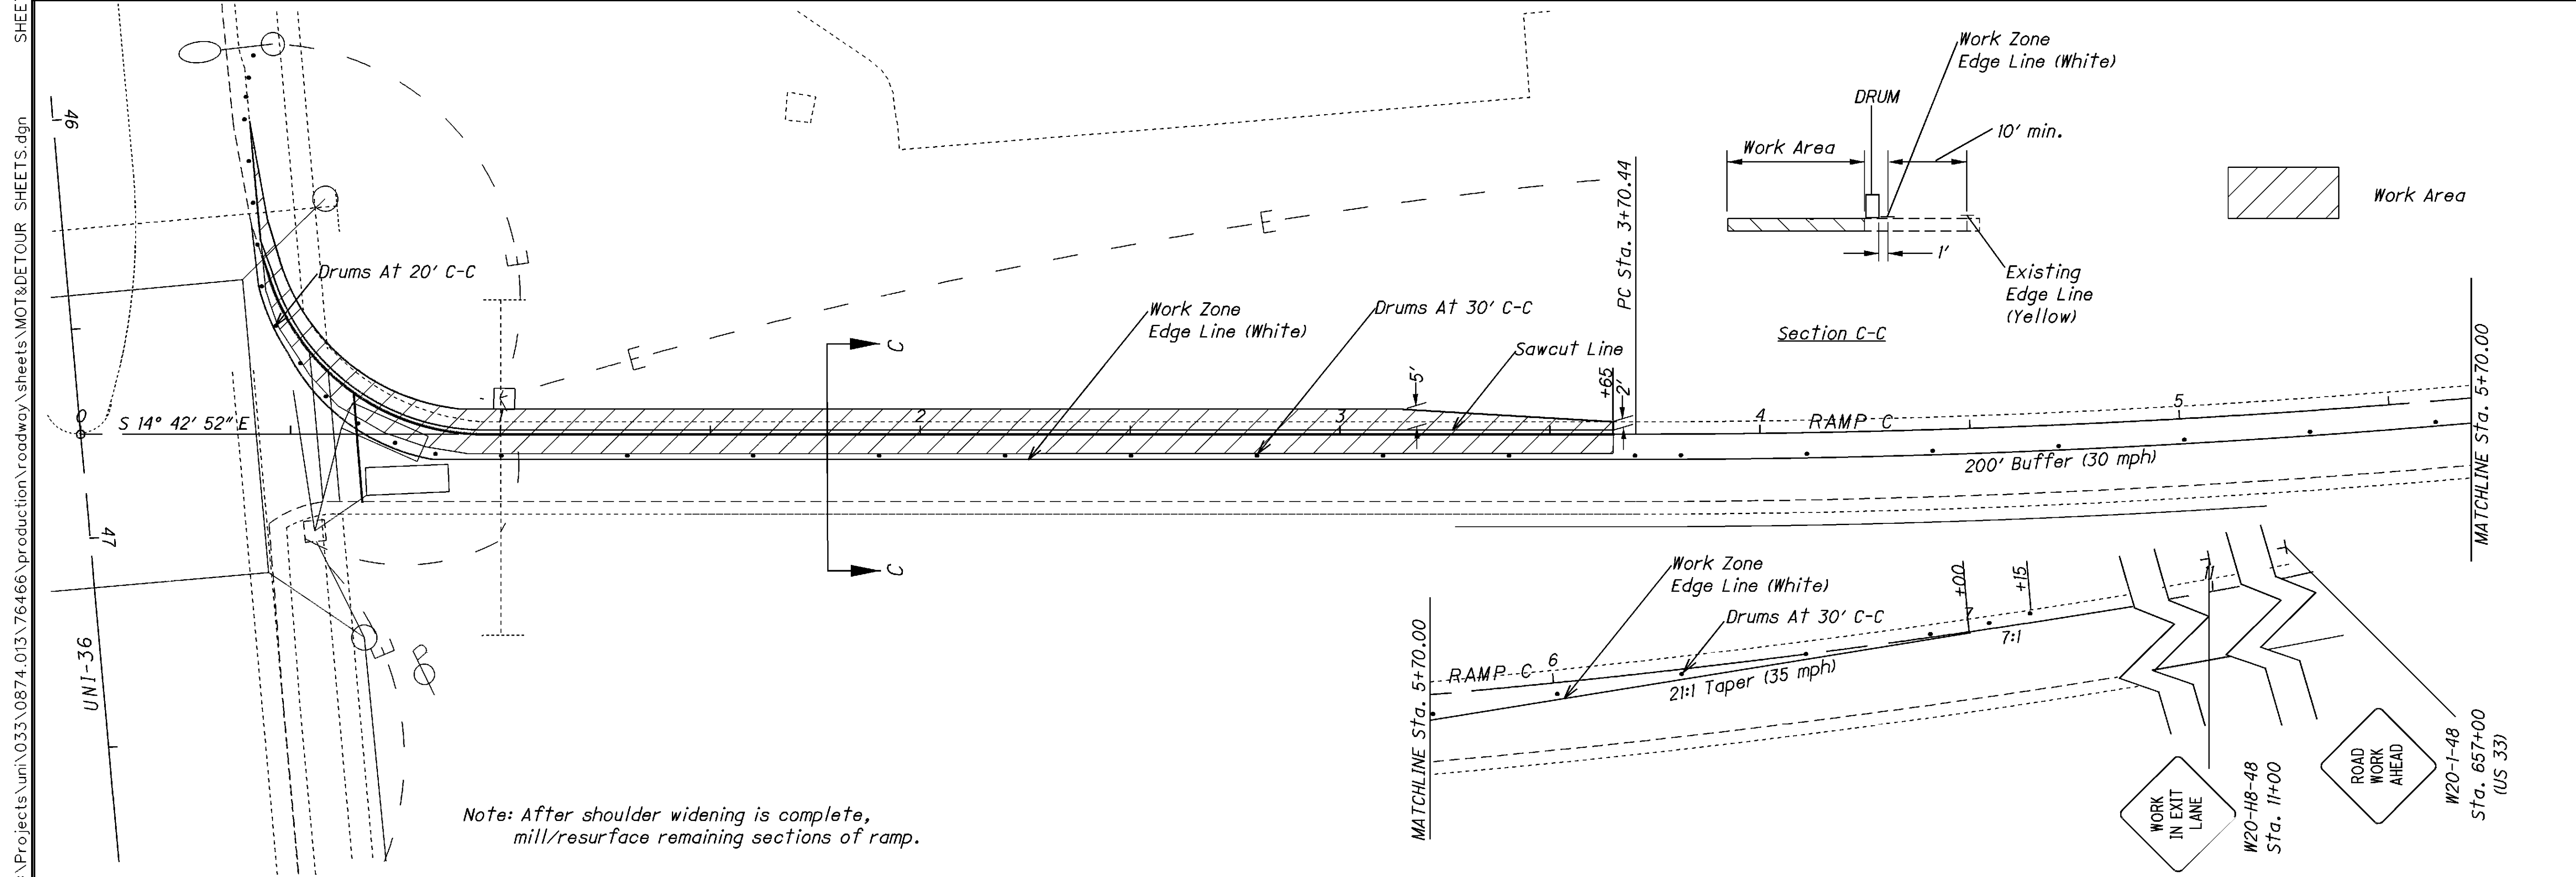 SHEE
:\Projects\uni\033\0874.013\76466\production\roadway\sheets\MOT&DETOUR SHEETS.dgn
46
0
47
UNI-36
S 14° 42' 52" E
Drums At 20' C-C
E
E
E
E
P
C
C
2
Work Zone
Edge Line (White)
Drums At 30' C-C
Sawcut Line
5'
3
+65
2'
PC Sta. 3+70.44
4
RAMP C
5
200' Buffer (30 mph)
MATCHLINE Sta. 5+70.00
Work Zone
Edge Line (White)
DRUM
10' min.
Work Area
1'
Existing
Edge Line
(Yellow)
Section C-C
Work Area
Note: After shoulder widening is complete,
mill/resurface remaining sections of ramp.
MATCHLINE Sta. 5+70.00
Work Zone
Edge Line (White)
Drums At 30' C-C
RAMP C
6
21:1 Taper (35 mph)
+00
7
+15
7:1
11
WORK
IN EXIT
LANE
W20-H8-48
Sta. 11+00
ROAD
WORK
AHEAD
W20-1-48
Sta. 657+00
(US 33)